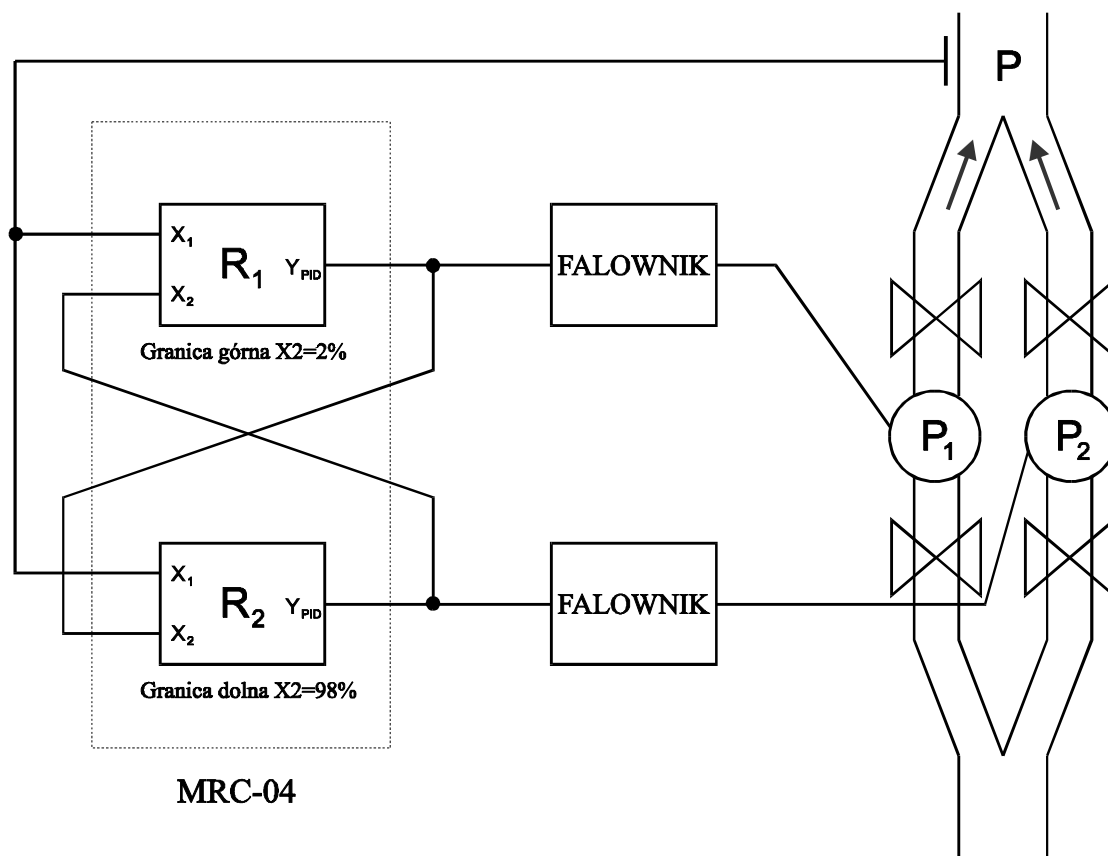 P
X1
R1
YPID
X2
FALOWNIK
Granica górna X2=2%
P1
P2
X1
R2
YPID
X2
FALOWNIK
Granica dolna X2=98%
MRC-04